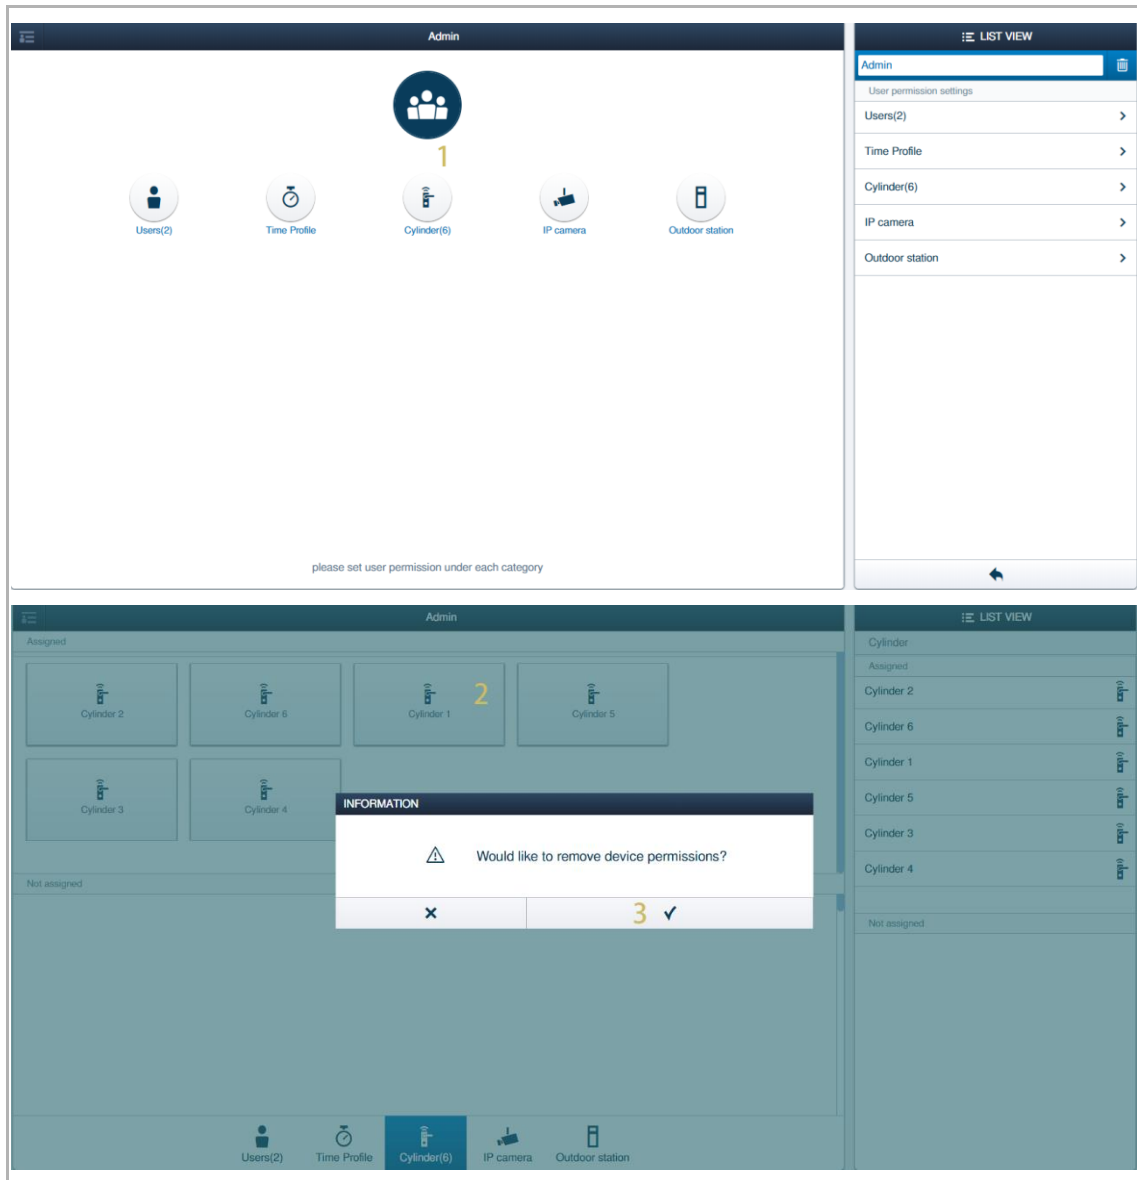 Admin
LIST VIEW
Admin
User permission settings
Users(2)
Time Profile
Cylinder(6)
IP camera
Outdoor station
1
Users(2)
Time Profile
Cylinder(6)
IP camera
Outdoor station
please set user permission under each category
Admin
LIST VIEW
Assigned
Cylinder 2
Cylinder 6
Cylinder 1
2
Cylinder 5
Cylinder 3
Cylinder 4
INFORMATION
Would like to remove device permissions?
3
Not assigned
Users(2)
Time Profile
Cylinder(6)
IP camera
Outdoor station
Cylinder
Assigned
Cylinder 2
Cylinder 6
Cylinder 1
Cylinder 5
Cylinder 3
Cylinder 4
Not assigned